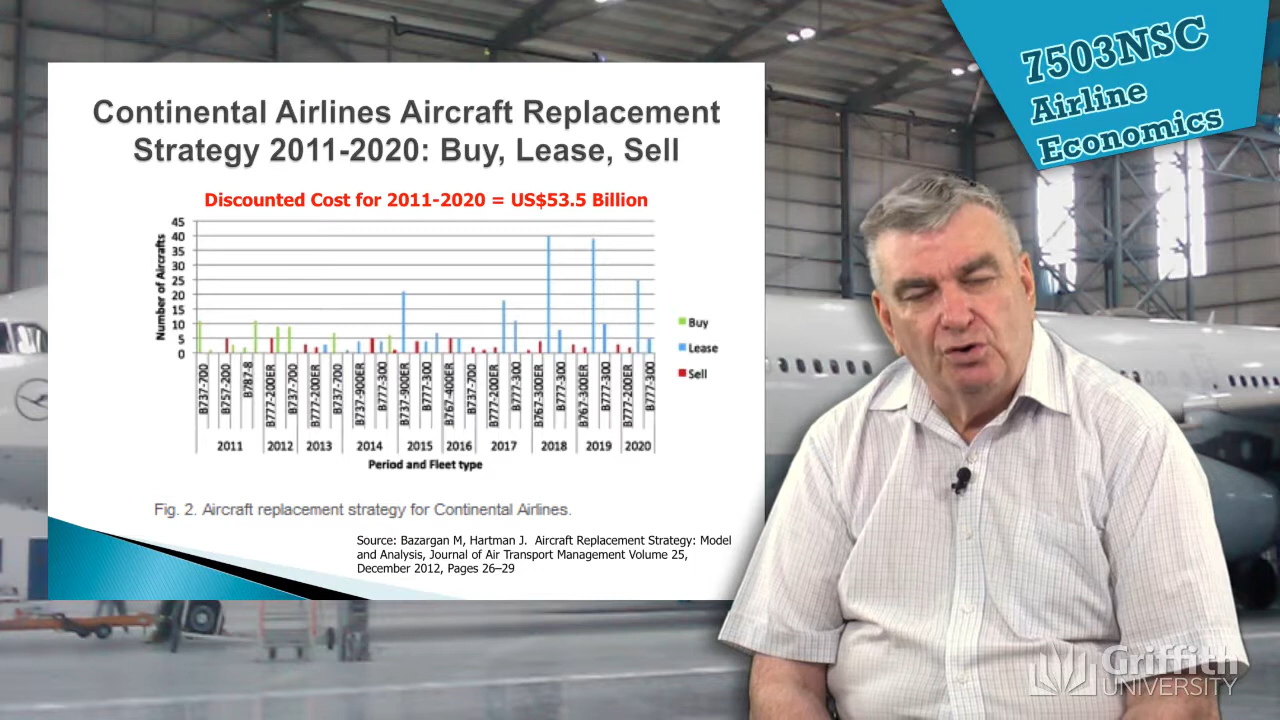 7503NSC
Airline
Economics
Continental Airlines Aircraft Replacement
Strategy 2011-2020: Buy, Lease, Sell
Discounted Cost for 2011-2020 = US$53.5 Billion
Number of Aircrafts
45
40
35
30
25
20
15
10
5
0
Buy
Lease
Sell
B737-700
B757-200
B787-8
B777-200ER
B737-700
B777-200ER
B737-700
B737-900ER
B777-300
B737-900ER
B777-300
B767-400ER
B737-700
B777-200ER
B777-300
B767-300ER
B777-300
B767-300ER
B777-300
B777-200ER
B777-300
2011 2012 2013 2014 2015 2016 2017 2018 2019 2020
Period and Fleet type
Fig. 2. Aircraft replacement strategy for Continental Airlines.
Source: Bazargan M, Hartman J. Aircraft Replacement Strategy: Model
and Analysis, Journal of Air Transport Management Volume 25,
December 2012, Pages 26–29
Griffith
UNIVERSITY